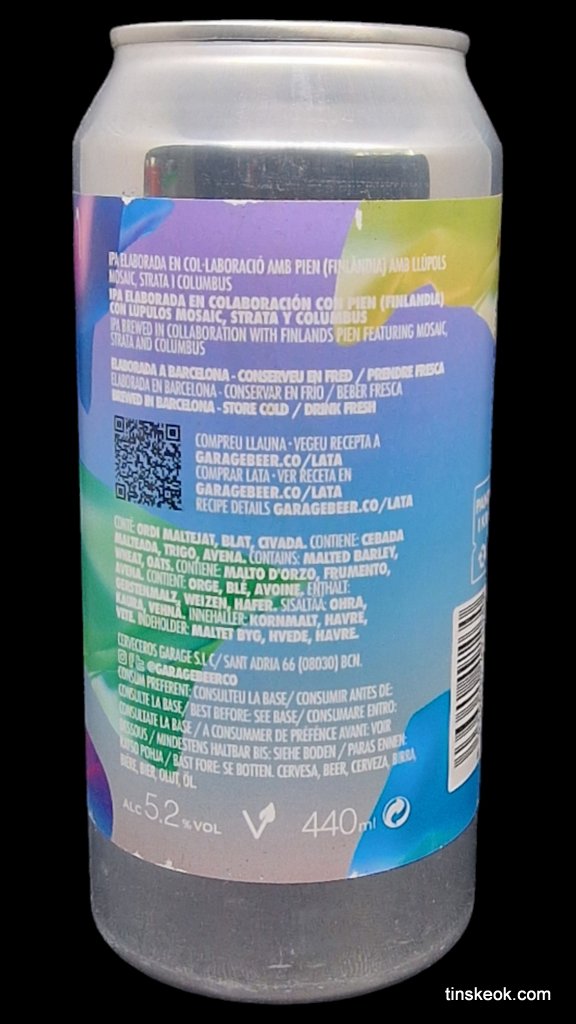 IPA ELABORADA EN COL·LABORACIÓ AMB PIEN (FINLÀNDIA) AMB LLÚPOLS
MOSAIC, STRATA I COLUMBUS
IPA ELABORADA EN COLABORACIÓN CON PIEN (FINLANDIA)
CON LÚPULOS MOSAIC, STRATA Y COLUMBUS
IPA BREWED IN COLLABORATION WITH FINLANDS PIEN FEATURING MOSAIC,
STRATA AND COLUMBUS
ELABORADA A BARCELONA - CONSERVEU EN FRED / PRENDRE FRESCA
ELABORADA EN BARCELONA - CONSERVAR EN FRIO / BEBER FRESCA
BREWED IN BARCELONA - STORE COLD / DRINK FRESH
COMPREU LLAUNA · VEGEU RECEPTA A
GARAGEBEER.CO/LATA
COMPRAR LATA · VER RECETA EN
GARAGEBEER.CO/LATA
RECIPE DETAILS GARAGEBEER.CO/LATA
CONTÉ: ORDI MALTEJAT, BLAT, CIVADA. CONTIENE: CEBADA
MALTEADA, TRIGO, AVENA. CONTAINS: MALTED BARLEY,
WHEAT, OATS. CONTIENE: MALTO D'ORZO, FRUMENTO,
AVENA. CONTIENT: ORGE, BLÉ, AVOINE. ENTHALT:
GERSTENMALZ, WEIZEN, HAFER. SISALTAA: OHRA,
KAURA, VEHNÄ. INNEHALLER: KORNMALT, HAVRE,
VETE. INDEHOLDER: MALTET BYG, HVEDE, HAVRE.
CERVECEROS GARAGE S.L C/ SANT ADRIA 66 (08030) BCN.
@GARAGEBEERCO
CONSUM PREFERENT: CONSULTEU LA BASE/ CONSUMIR ANTES DE:
CONSULTE LA BASE/ BEST BEFORE: SEE BASE/ CONSUMARE ENTRO:
CONSULTATE LA BASE/ A CONSUMMER DE PRÉFÉNCE AVANT: VOIR
DESSOUS/ MINDESTENS HALTBAR BIS: SIEHE BODEN/ PARAS ENNEN:
KATSO POHJA/ BÄST FORE: SE BOTTEN. CERVESA, BEER, CERVEZA, BIRRA,
BIÈRE, BIER, OLUT, ÖL.
ALC 5.2 % VOL
440ml
tinskeok.com